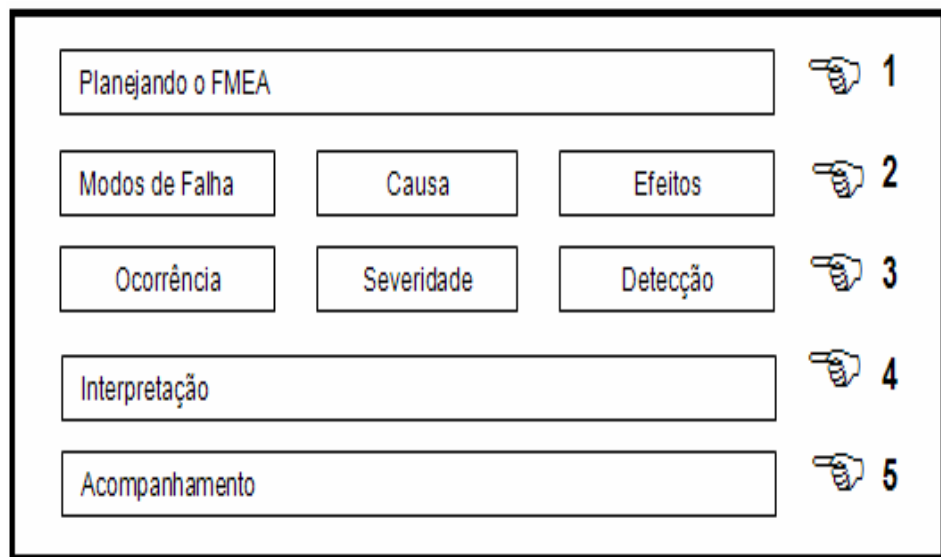 Planejando o FMEA 1
Modos de Falha Causa Efeitos 2
Ocorrência Severidade Detecção 3
Interpretação 4
Acompanhamento 5